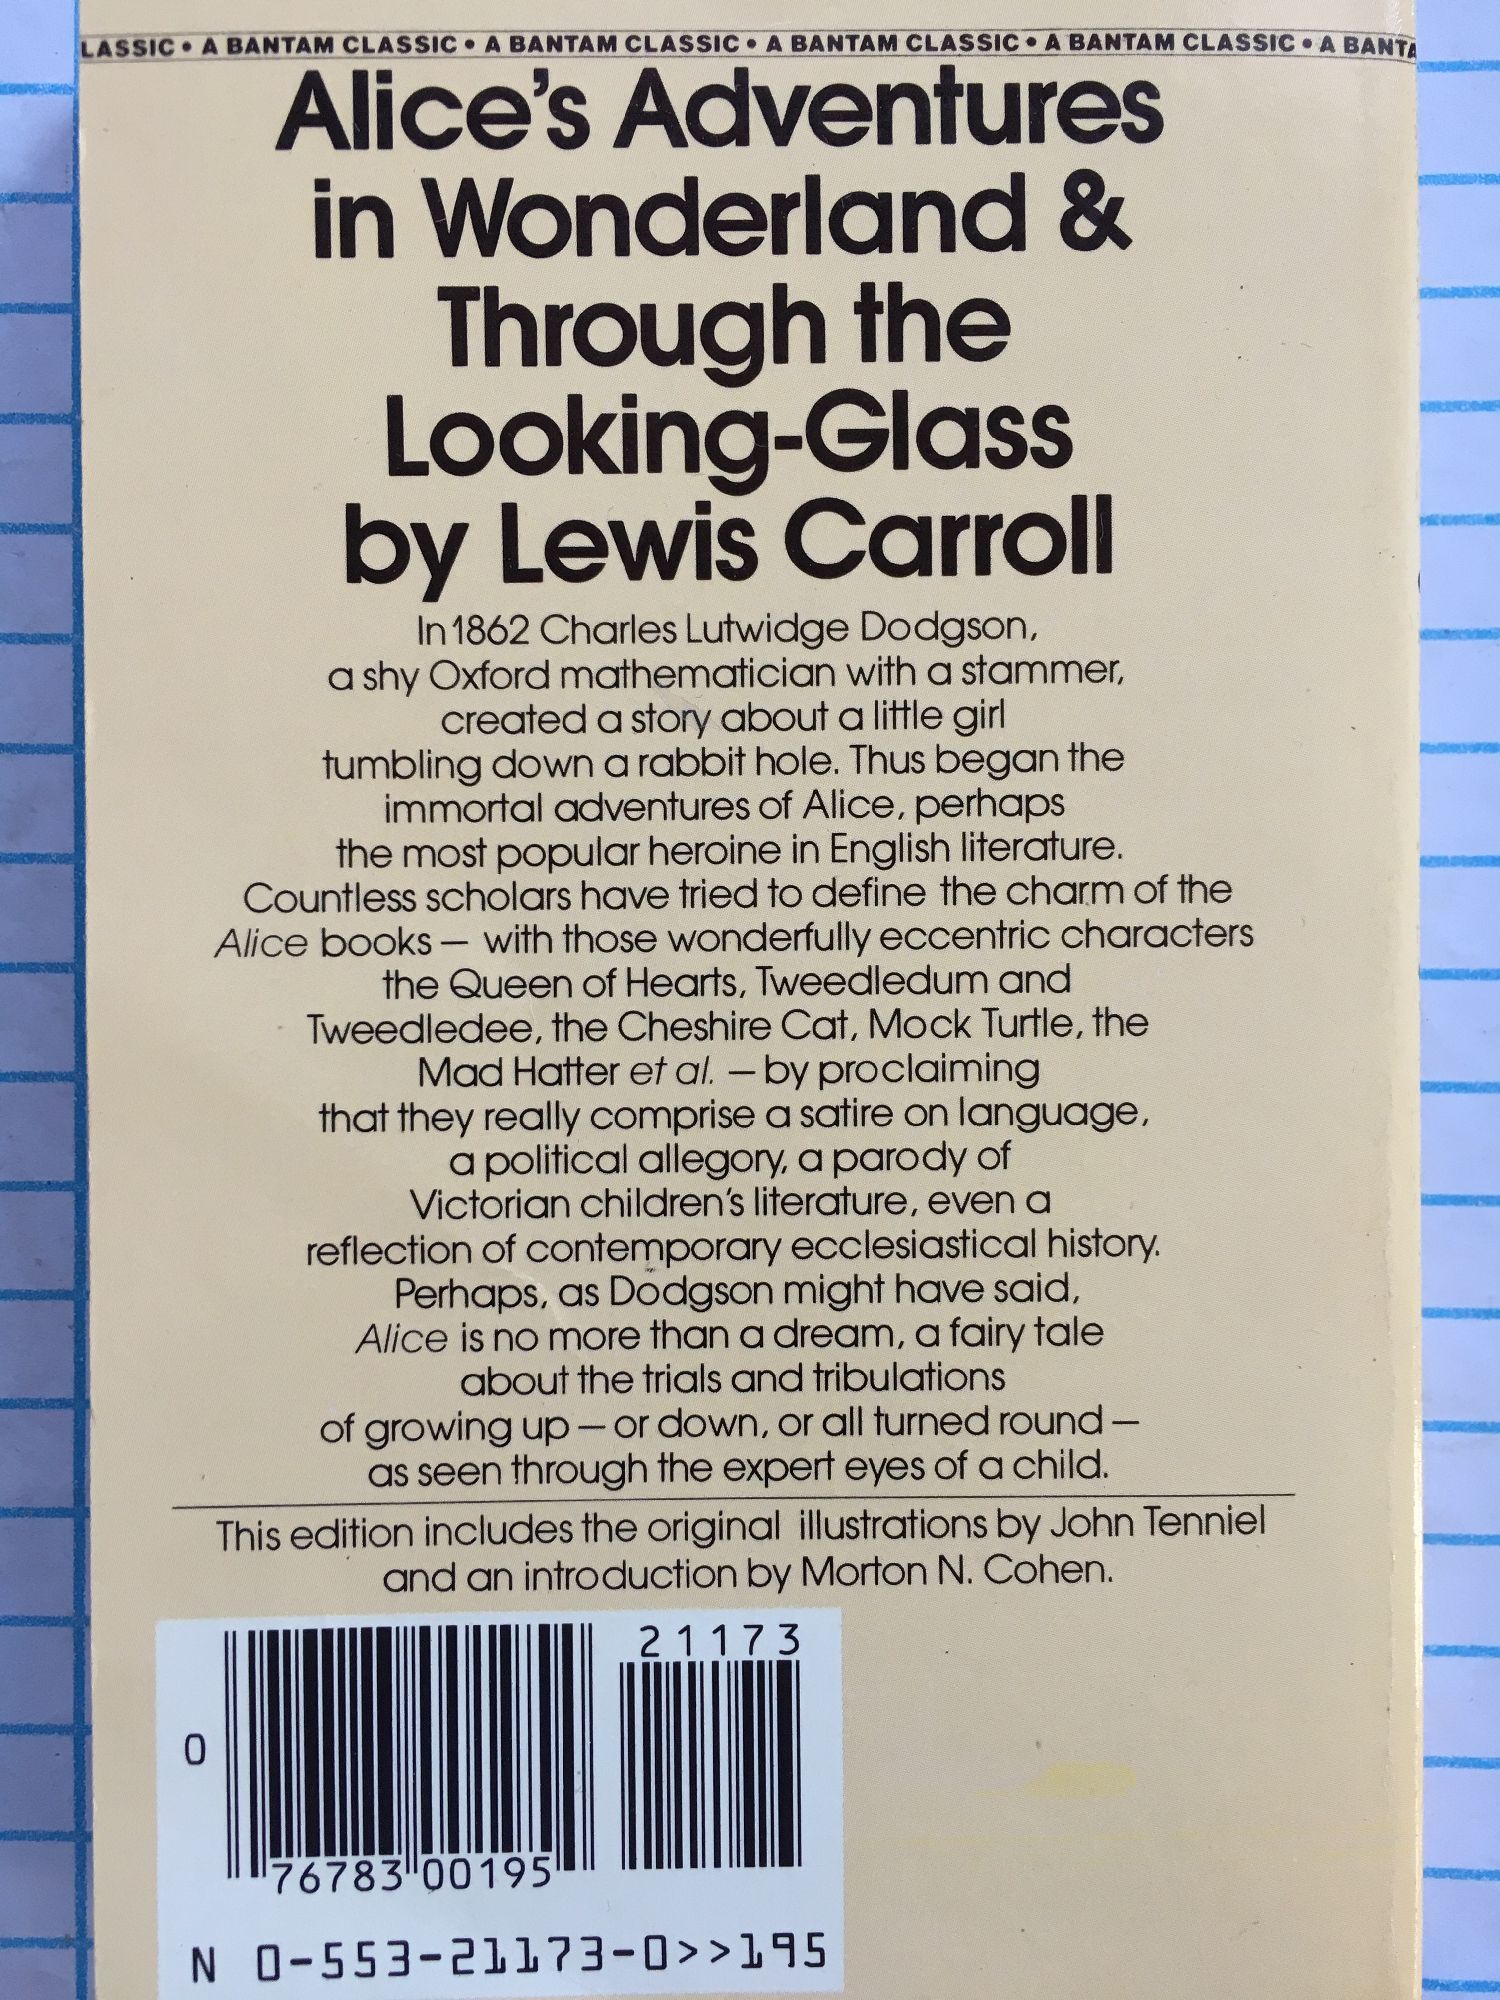 LASSIC • A BANTAM CLASSIC • A BANTAM CLASSIC • A BANTAM CLASSIC • A BANTAM CLASSIC • A BANTA
Alice's Adventures
in Wonderland &
Through the
Looking-Glass
by Lewis Carroll
In 1862 Charles Lutwidge Dodgson,
a shy Oxford mathematician with a stammer,
created a story about a little girl
tumbling down a rabbit hole. Thus began the
immortal adventures of Alice, perhaps
the most popular heroine in English literature.
Countless scholars have tried to define the charm of the
Alice books — with those wonderfully eccentric characters
the Queen of Hearts, Tweedledum and
Tweedledee, the Cheshire Cat, Mock Turtle, the
Mad Hatter et al. — by proclaiming
that they really comprise a satire on language,
a political allegory, a parody of
Victorian children's literature, even a
reflection of contemporary ecclesiastical history.
Perhaps, as Dodgson might have said,
Alice is no more than a dream, a fairy tale
about the trials and tribulations
of growing up — or down, or all turned round —
as seen through the expert eyes of a child.
This edition includes the original illustrations by John Tenniel
and an introduction by Morton N. Cohen.
21173
0
76783 00195
N 0-553-21173-0>>195